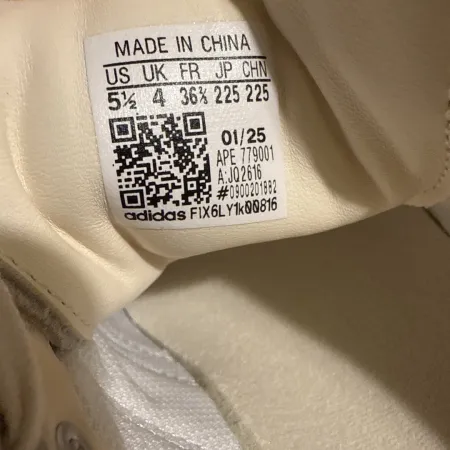 MADE IN CHINA
US UK FR JP CHN
5½ 4 36⅔ 225 225
01/25
APE 779001
A:JQ2616
#0900201882
adidas FIX6LY1k00816